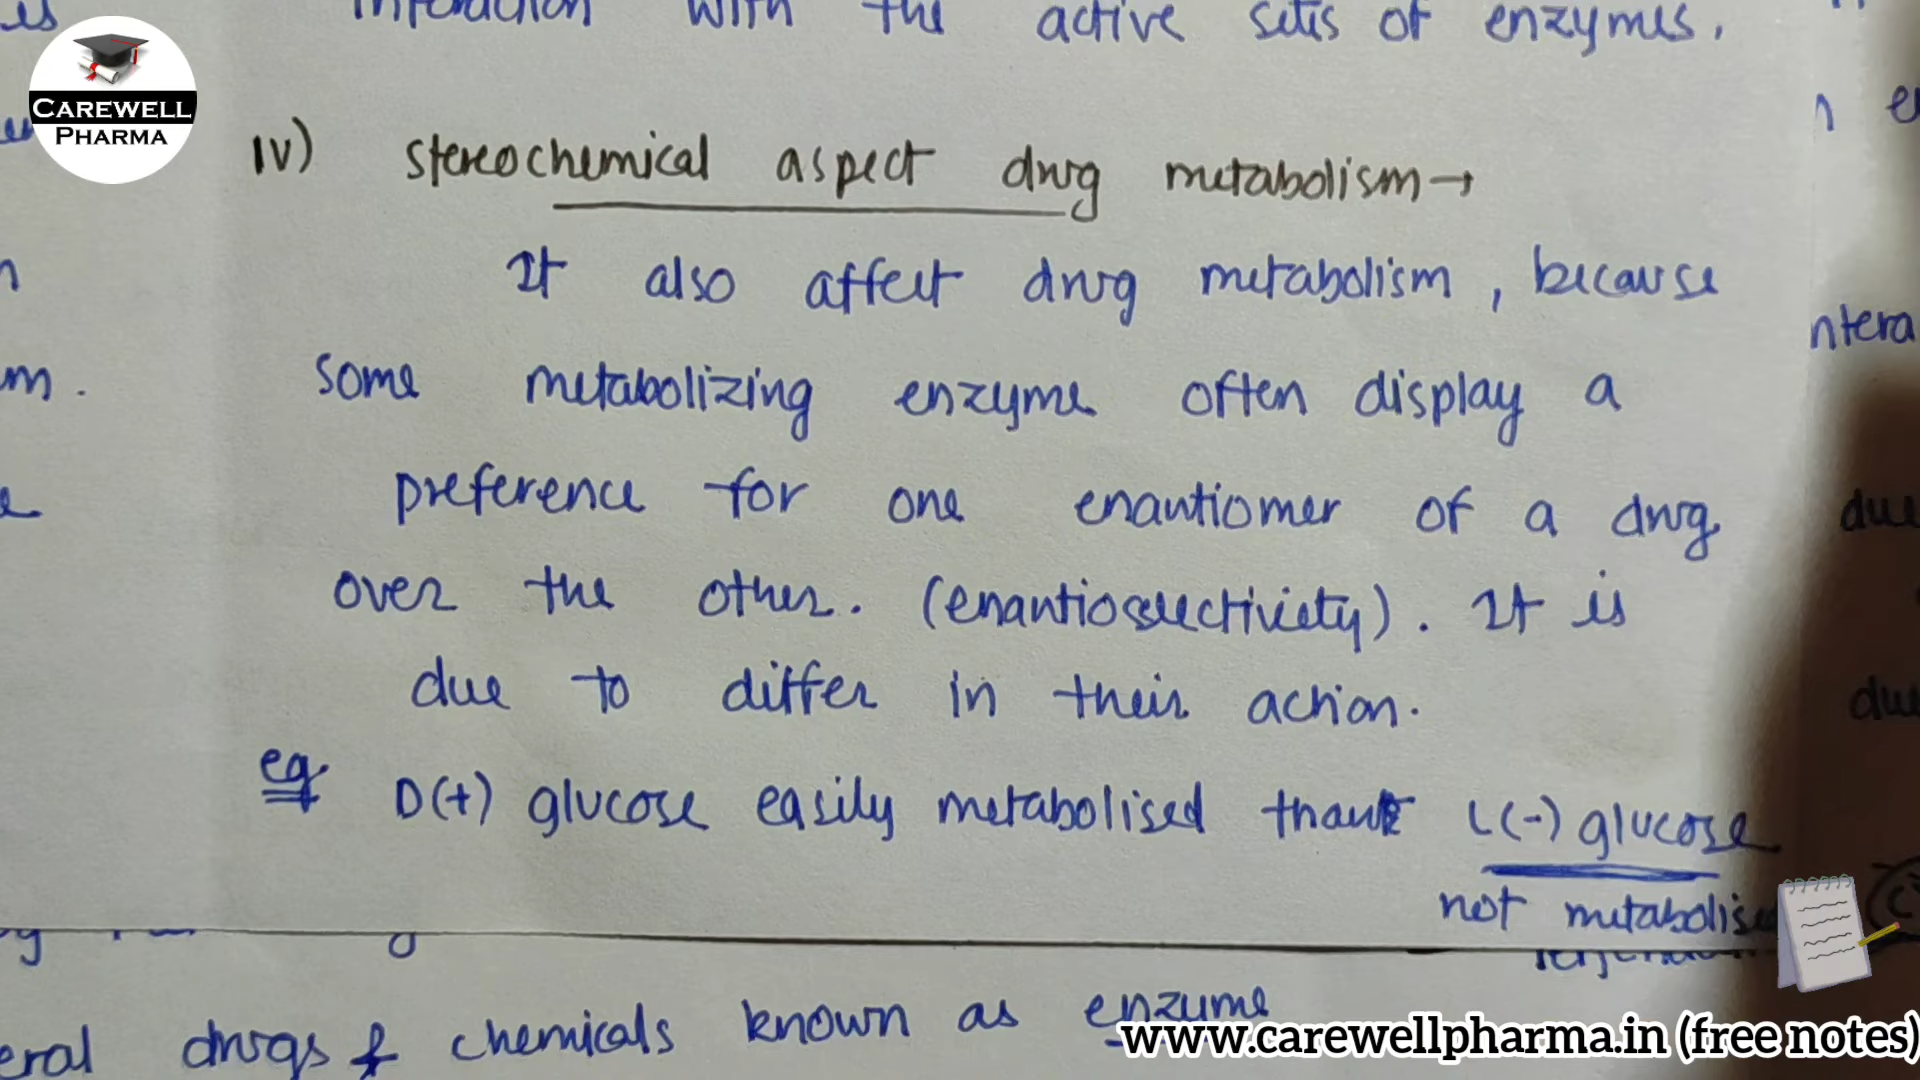 interaction with the active sites of enzymes.
CAREWELL
PHARMA
iv) stereochemical aspect drug metabolism→
It also affect drug metabolism, because
some metabolizing enzyme often display a
preference for one enantiomer of a drug
over the other. (enantioselectiviety). It is
due to differ in their action.
eg D(+) glucose easily metabolised than L(-) glucose
not metabolise
drugs & chemicals known as enzyme
www.carewellpharma.in (free notes)